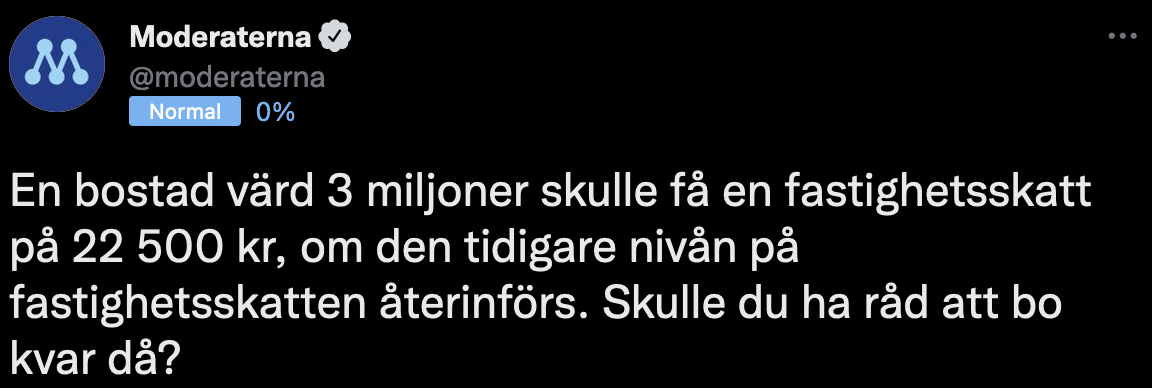 Moderaterna
@moderaterna
Normal 0%
En bostad värd 3 miljoner skulle få en fastighetsskatt
på 22 500 kr, om den tidigare nivån på
fastighetsskatten återinförs. Skulle du ha råd att bo
kvar då?